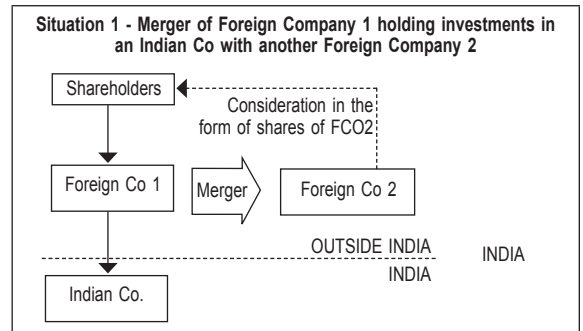 Situation 1 - Merger of Foreign Company 1 holding investments in
an Indian Co with another Foreign Company 2
Shareholders
Consideration in the
form of shares of FCO2
Foreign Co 1
Merger
Foreign Co 2
OUTSIDE INDIA
INDIA
INDIA
Indian Co.